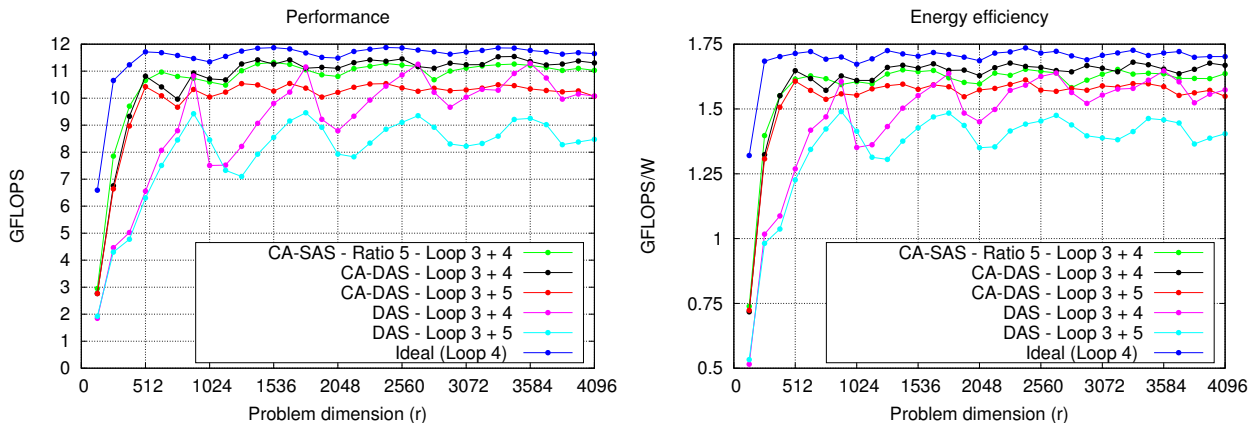 Performance
12
11
10
9
8
7
6
5
4
3
2
1
0
GFLOPS
CA-SAS - Ratio 5 - Loop 3 + 4
CA-DAS - Loop 3 + 4
CA-DAS - Loop 3 + 5
DAS - Loop 3 + 4
DAS - Loop 3 + 5
Ideal (Loop 4)
0 512 1024 1536 2048 2560 3072 3584 4096
Problem dimension (r)
Energy efficiency
1.75
1.5
1.25
1
0.75
0.5
GFLOPS/W
CA-SAS - Ratio 5 - Loop 3 + 4
CA-DAS - Loop 3 + 4
CA-DAS - Loop 3 + 5
DAS - Loop 3 + 4
DAS - Loop 3 + 5
Ideal (Loop 4)
0 512 1024 1536 2048 2560 3072 3584 4096
Problem dimension (r)